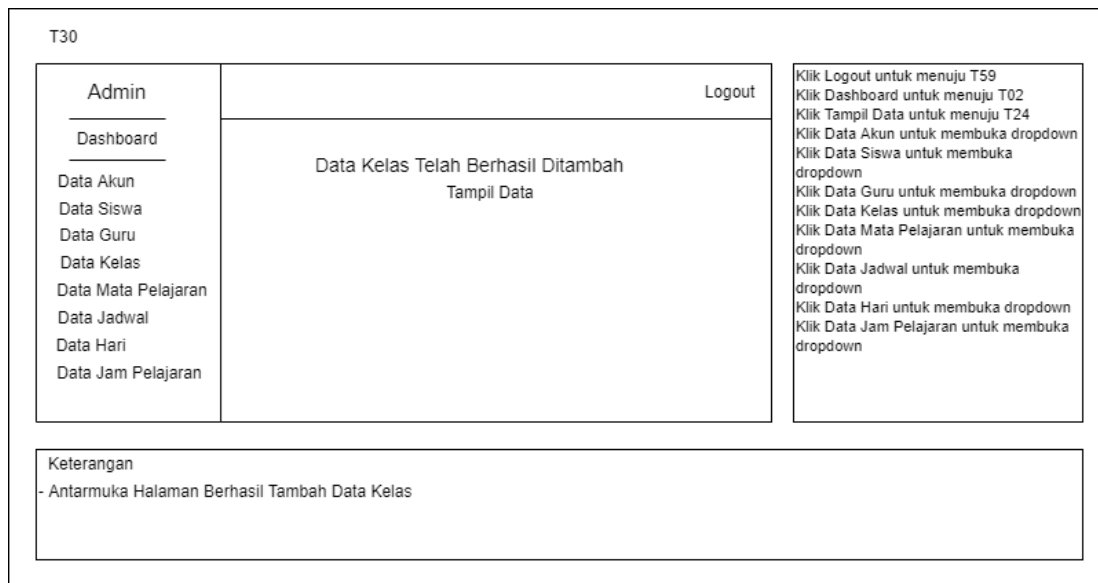 T30
Admin
Logout
Dashboard
Data Akun
Data Siswa
Data Guru
Data Kelas
Data Mata Pelajaran
Data Jadwal
Data Hari
Data Jam Pelajaran
Data Kelas Telah Berhasil Ditambah
Tampil Data
Klik Logout untuk menuju T59
Klik Dashboard untuk menuju T02
Klik Tampil Data untuk menuju T24
Klik Data Akun untuk membuka dropdown
Klik Data Siswa untuk membuka
dropdown
Klik Data Guru untuk membuka dropdown
Klik Data Kelas untuk membuka dropdown
Klik Data Mata Pelajaran untuk membuka
dropdown
Klik Data Jadwal untuk membuka
dropdown
Klik Data Hari untuk membuka dropdown
Klik Data Jam Pelajaran untuk membuka
dropdown
Keterangan
- Antarmuka Halaman Berhasil Tambah Data Kelas